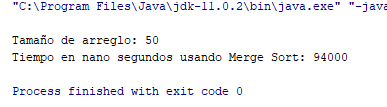 "C:\Program Files\Java\jdk-11.0.2\bin\java.exe" "-java
Tamaño de arreglo: 50
Tiempo en nano segundos usando Merge Sort: 94000
Process finished with exit code 0